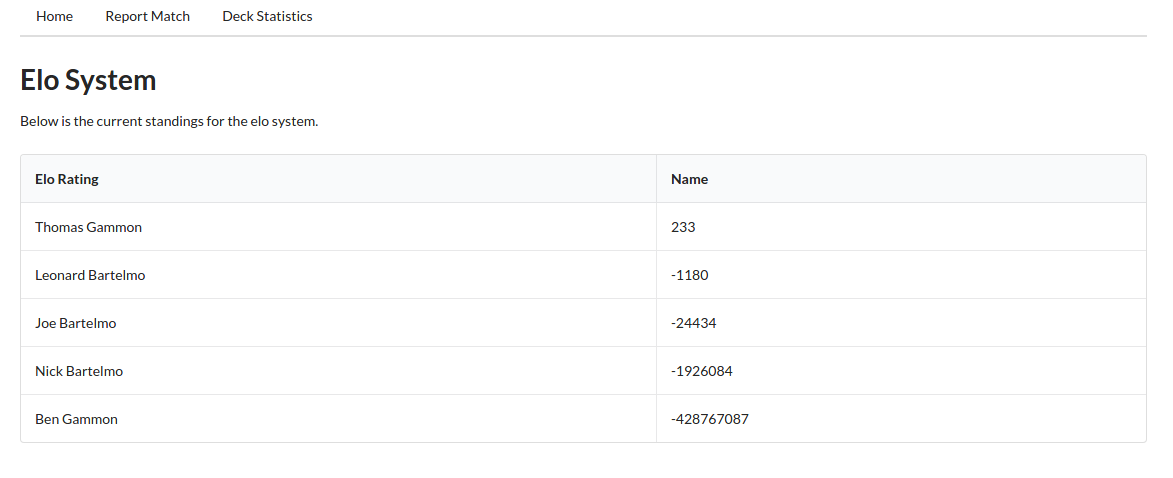 Home Report Match Deck Statistics
Elo System
Below is the current standings for the elo system.
Elo Rating Name
Thomas Gammon 233
Leonard Bartelmo -1180
Joe Bartelmo -24434
Nick Bartelmo -1926084
Ben Gammon -428767087